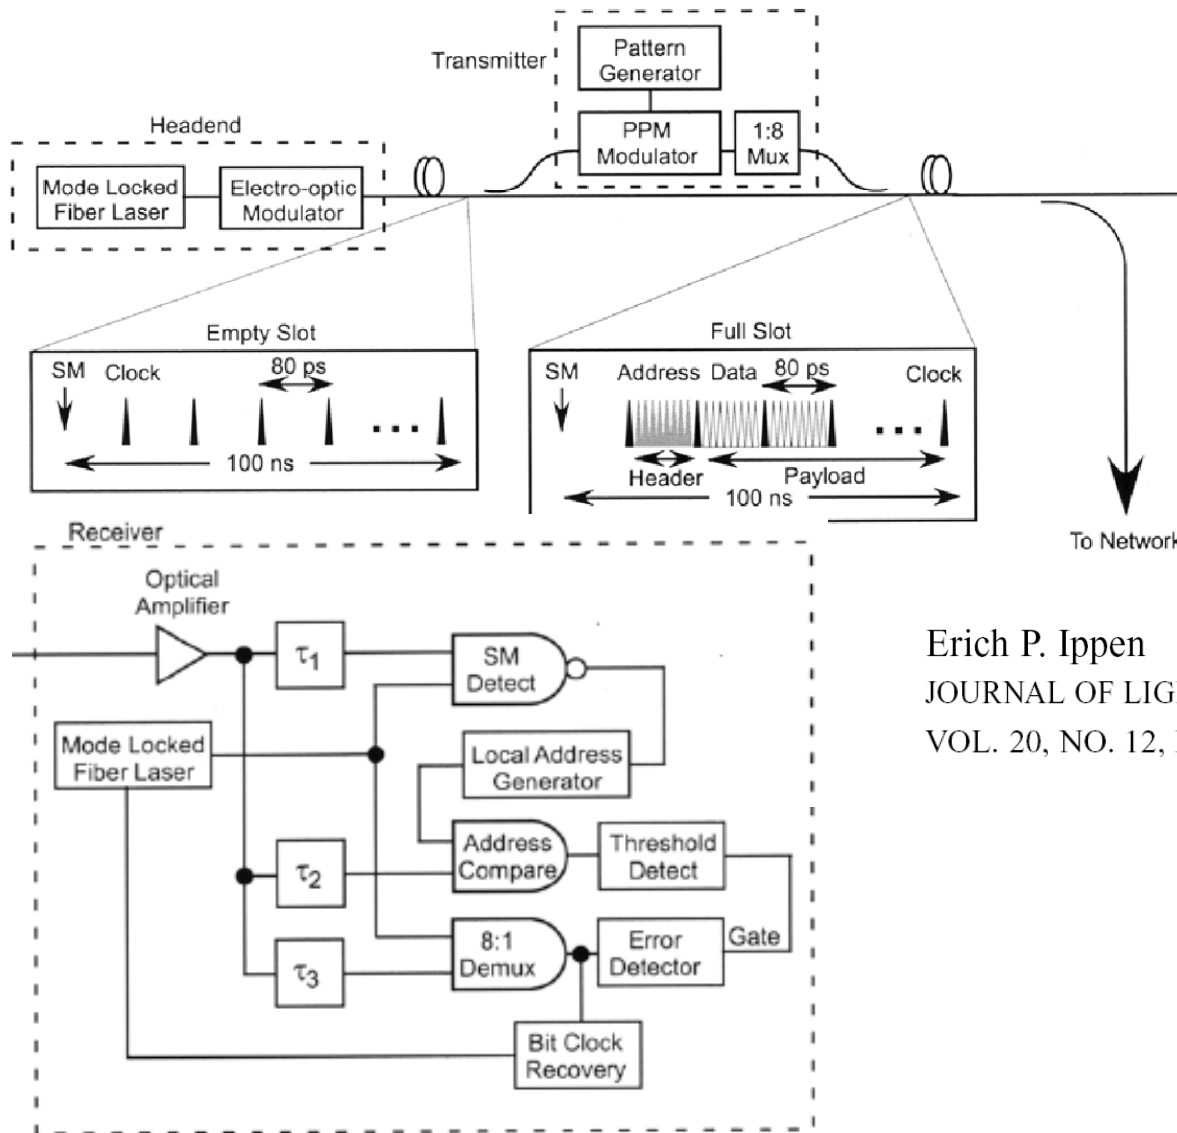 Transmitter
Pattern
Generator
PPM
Modulator
1:8
Mux
Headend
Mode Locked
Fiber Laser
Electro-optic
Modulator
Empty Slot
SM
Clock
80 ps
100 ns
Full Slot
SM
Address
Data
80 ps
Clock
Header
Payload
100 ns
To Network
Receiver
Optical
Amplifier
τ1
SM
Detect
Mode Locked
Fiber Laser
Local Address
Generator
τ2
Address
Compare
Threshold
Detect
τ3
8:1
Demux
Error
Detector
Gate
Bit Clock
Recovery
Erich P. Ippen
JOURNAL OF
VOL. 20, NO. 12,